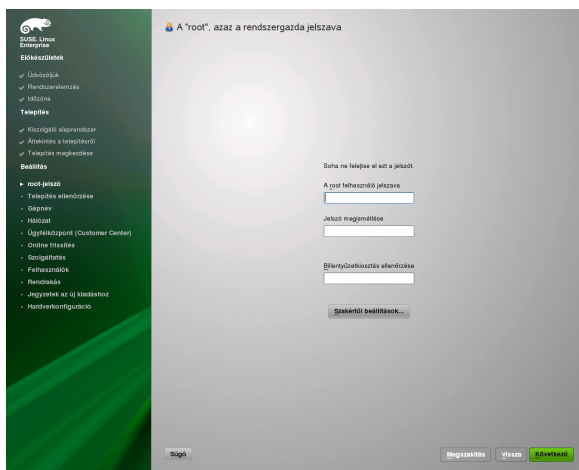 SUSE. Linux
Enterprise
Előkészületek
Üdvözöljük
Rendszerelemzés
Időzóna
Telepítés
Kiszolgáló alaprendszer
Áttekintés a telepítésről
Telepítés megkezdése
Beállítás
root-jelszó
Telepítés ellenőrzése
Gépnév
Hálózat
Ügyfélközpont (Customer Center)
Online frissítés
Szolgáltatás
Felhasználók
Rendrakás
Jegyzetek az új kiadáshoz
Hardverkonfiguráció
A "root", azaz a rendszergazda jelszava
Soha ne felejtse el ezt a jelszót.
A root felhasználó jelszava
Jelszó megismétlése
Billentyűzetkiosztás ellenőrzése
Szakértői beállítások...
Súgó
Megszakítás
Vissza
Következő